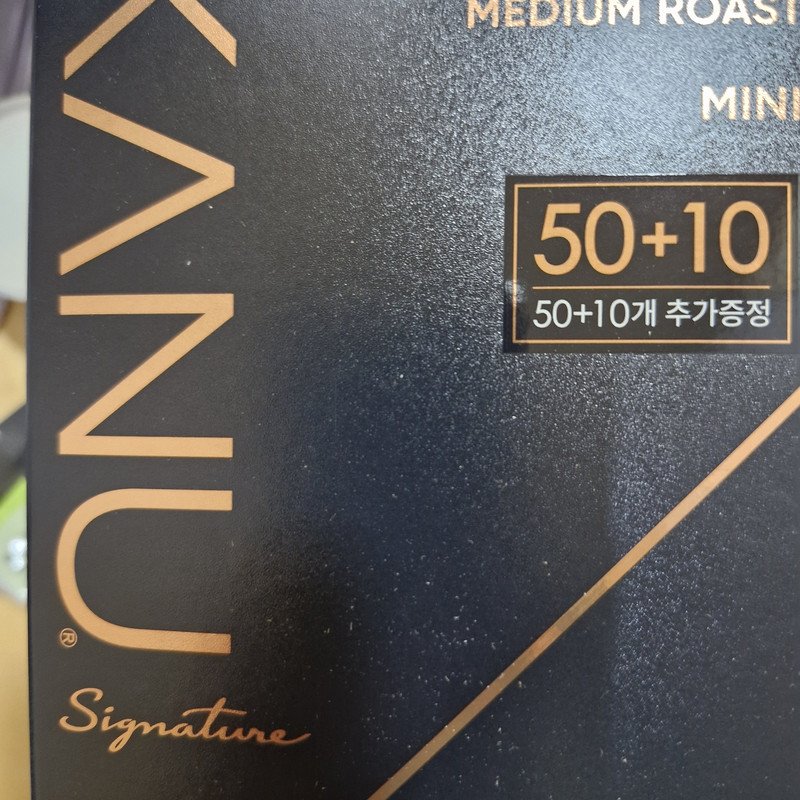 KANU®
Signature
MEDIUM ROAST
MINI
50+10
50+10개 추가증정